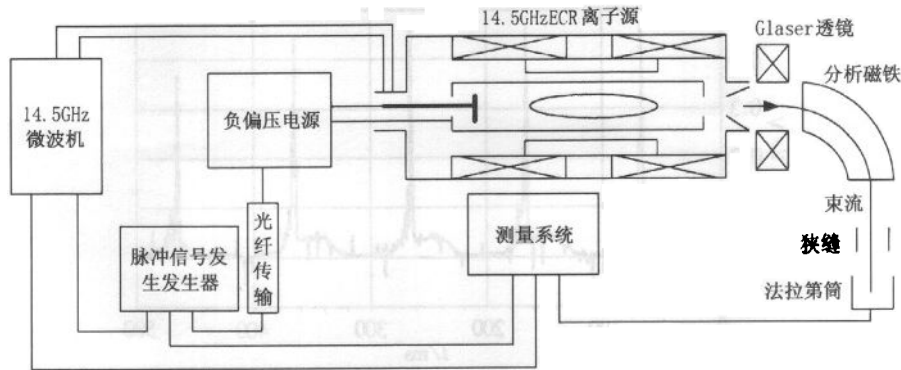 14.5GHzECR离子源
Glaser透镜
分析磁铁
14.5GHz
微波机
负偏压电源
光
纤
传
输
脉冲信号发
生发生器
测量系统
束流
狭缝
法拉第筒
300
200